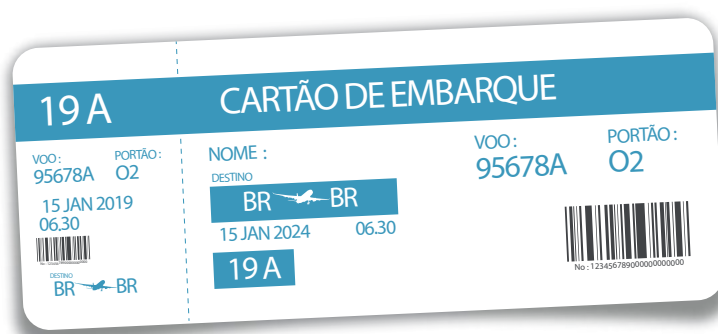 19 A
VOO :
PORTÃO :
95678A
O2
15 JAN 2019
06.30
DESTINO
BR BR
CARTÃO DE EMBARQUE
NOME :
DESTINO
BR BR
15 JAN 2024
06.30
19 A
VOO :
PORTÃO :
95678A
O2
No : 12345678900000000000